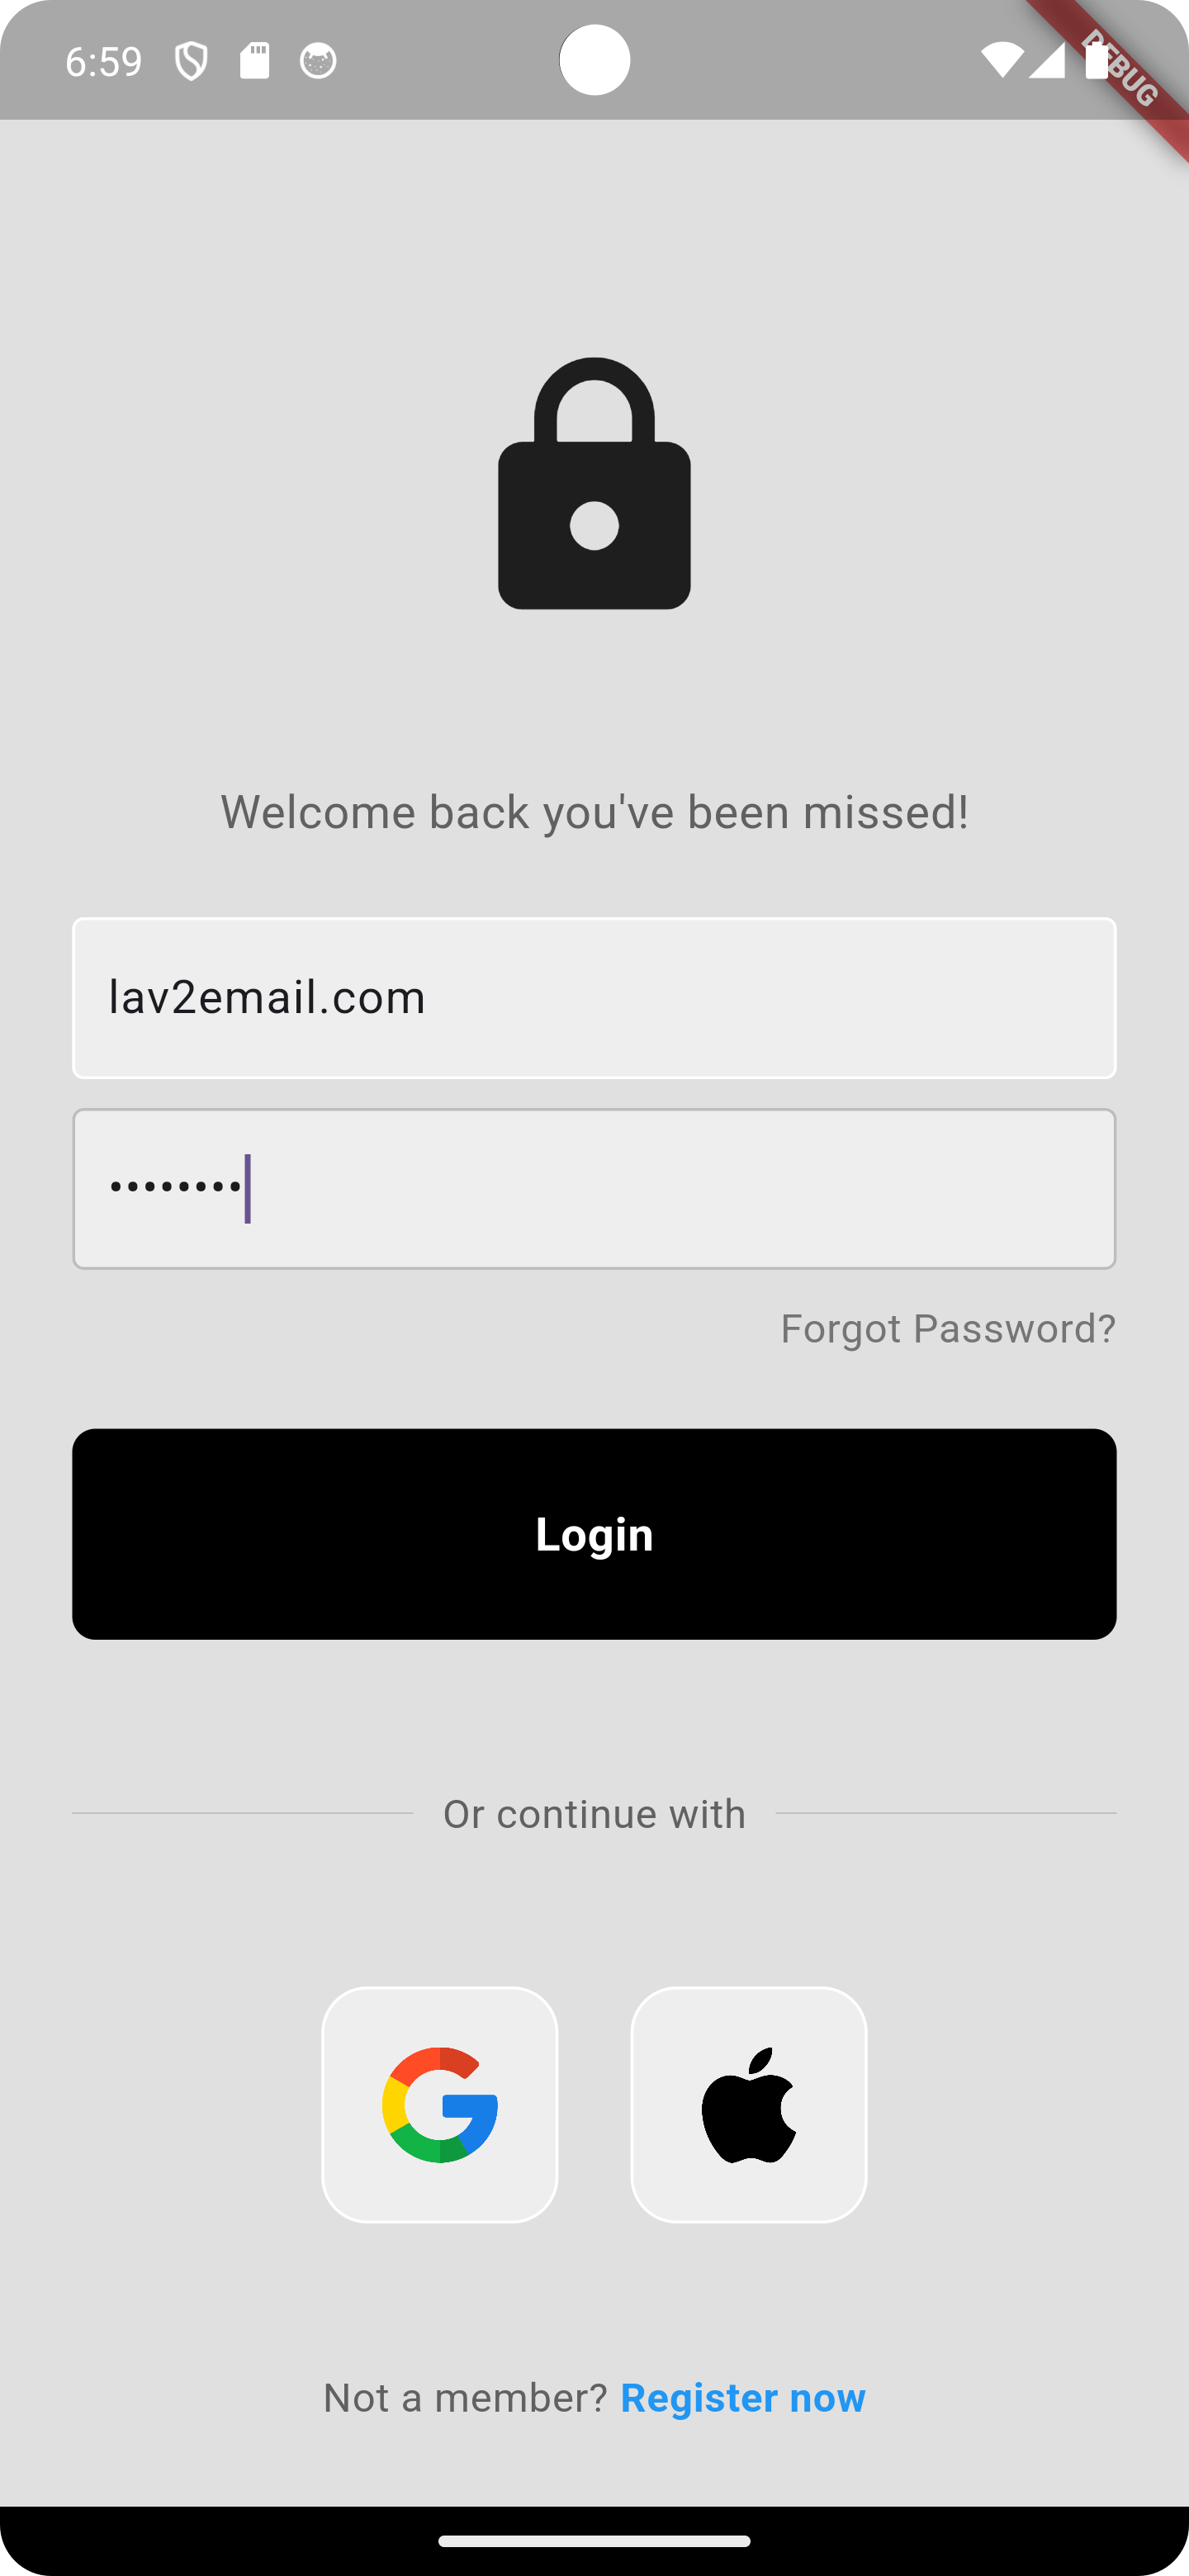 6:59
DEBUG
Welcome back you've been missed!
lav2email.com
••••••••
Forgot Password?
Login
Or continue with
Not a member? Register now